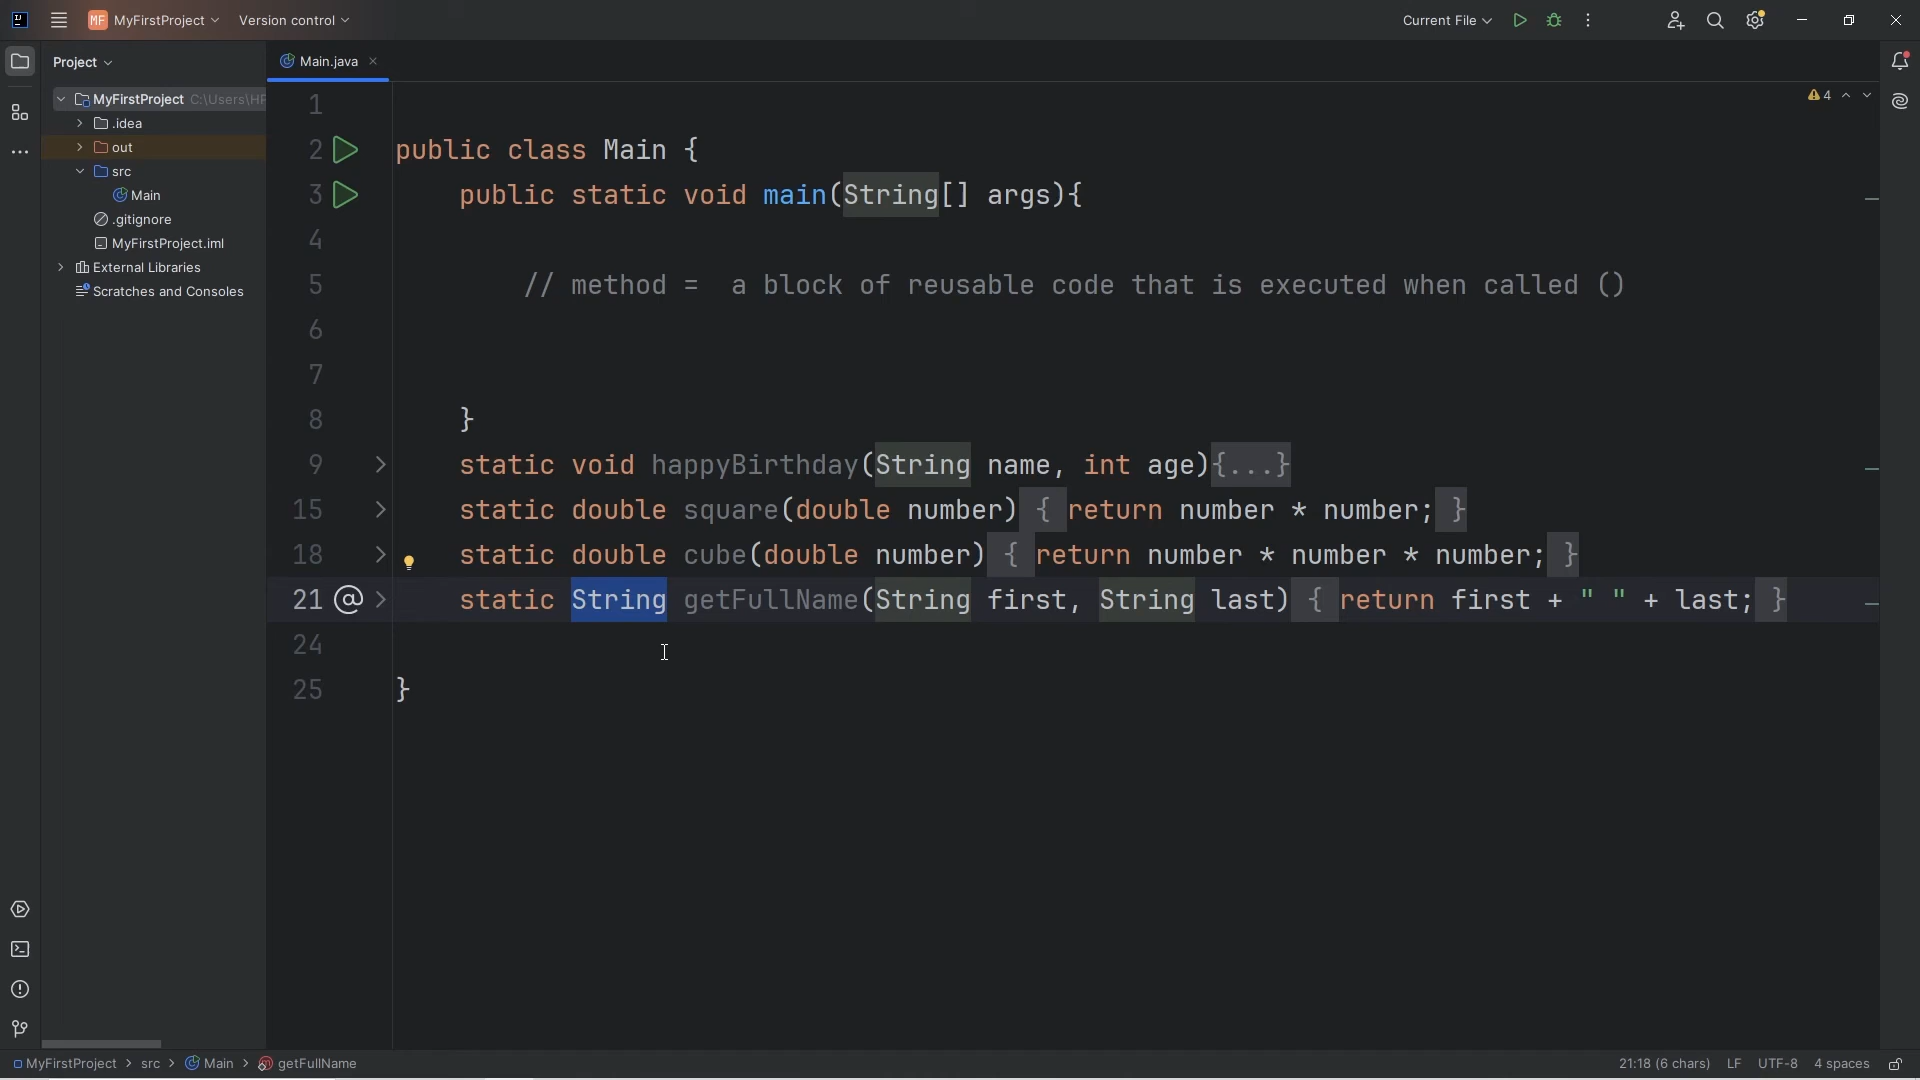 MF MyFirstProject Version control Current File
Project
Main.java
MyFirstProject C:\Users\HP
.idea
out
src
Main
.gitignore
MyFirstProject.iml
External Libraries
Scratches and Consoles
4
1
2 public class Main {
3 public static void main(String[] args){
4
5 // method =  a block of reusable code that is executed when called ()
6
7
8 }
9 static void happyBirthday(String name, int age){...}
15 static double square(double number) { return number * number; }
18 static double cube(double number) { return number * number * number; }
21 @ static String getFullName(String first, String last) { return first + " " + last; }
24
25 }
MyFirstProject > src > Main > getFullName 21:18 (6 chars) LF UTF-8 4 spaces